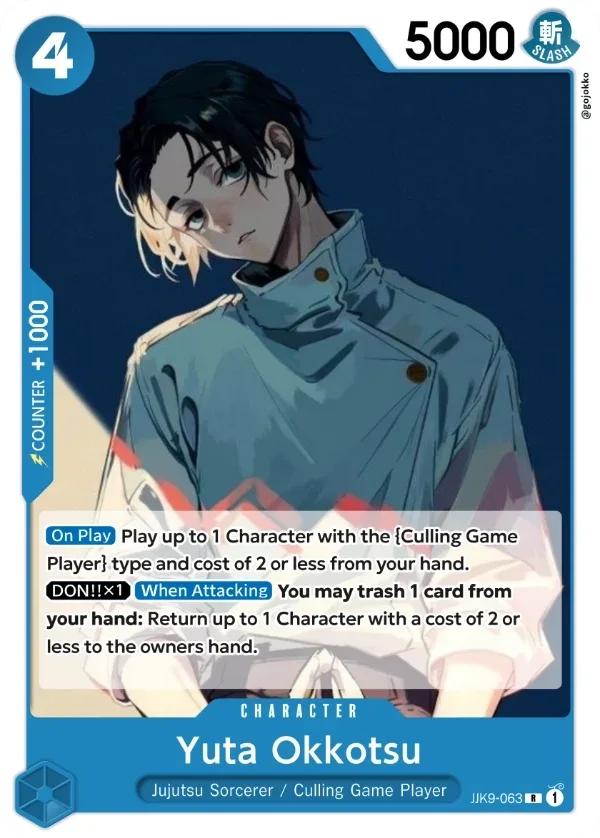 4
5000
斬
SLASH
@gojokko
COUNTER +1000
On Play Play up to 1 Character with the {Culling Game
Player} type and cost of 2 or less from your hand.
DON!!×1 When Attacking You may trash 1 card from
your hand: Return up to 1 Character with a cost of 2 or
less to the owners hand.
CHARACTER
Yuta Okkotsu
Jujutsu Sorcerer / Culling Game Player
JJK9-063 R 1